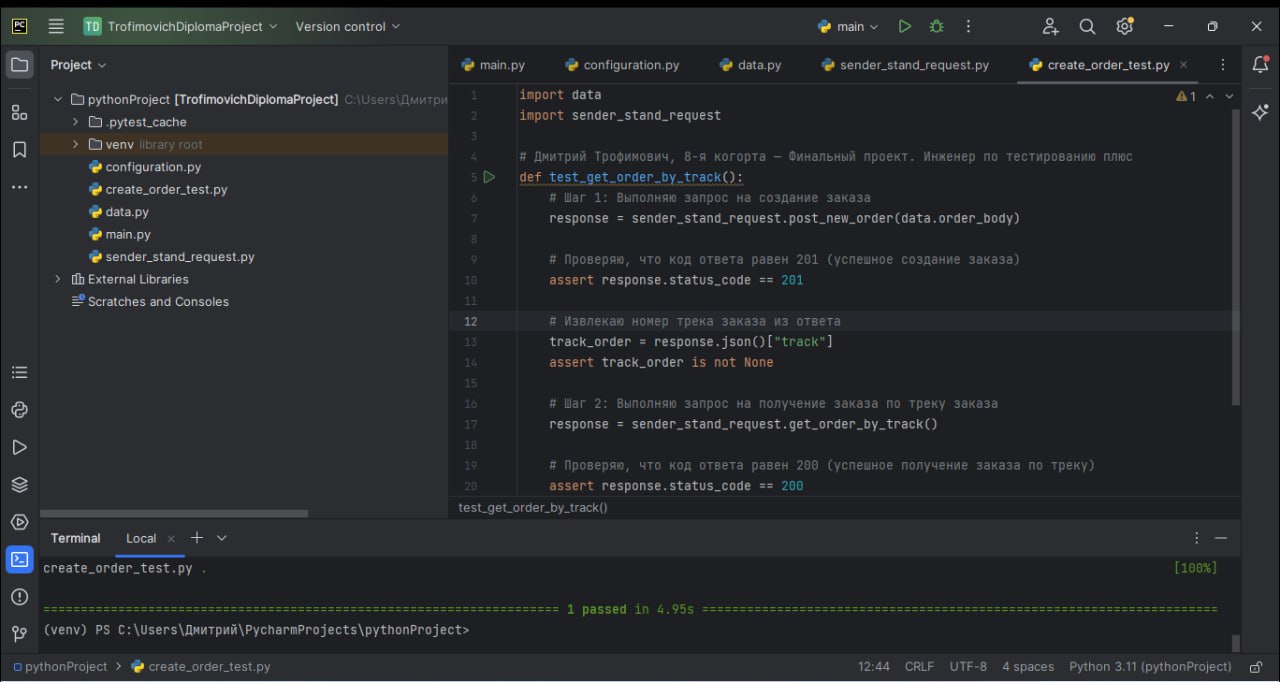 PC TD TrofimovichDiplomaProject Version control main
Project
main.py configuration.py data.py sender_stand_request.py create_order_test.py
pythonProject [TrofimovichDiplomaProject] C:\Users\Дмитри
.pytest_cache
venv library root
configuration.py
create_order_test.py
data.py
main.py
sender_stand_request.py
External Libraries
Scratches and Consoles
1
1 import data
2 import sender_stand_request
3
4 # Дмитрий Трофимович, 8-я когорта — Финальный проект. Инженер по тестированию плюс
5 def test_get_order_by_track():
6 # Шаг 1: Выполняю запрос на создание заказа
7 response = sender_stand_request.post_new_order(data.order_body)
8
9 # Проверяю, что код ответа равен 201 (успешное создание заказа)
10 assert response.status_code == 201
11
12 # Извлекаю номер трека заказа из ответа
13 track_order = response.json()["track"]
14 assert track_order is not None
15
16 # Шаг 2: Выполняю запрос на получение заказа по треку заказа
17 response = sender_stand_request.get_order_by_track()
18
19 # Проверяю, что код ответа равен 200 (успешное получение заказа по треку)
20 assert response.status_code == 200
test_get_order_by_track()
Terminal Local
create_order_test.py . [100%]
====================================================================== 1 passed in 4.95s ======================================================================
(venv) PS C:\Users\Дмитрий\PycharmProjects\pythonProject>
pythonProject > create_order_test.py 12:44 CRLF UTF-8 4 spaces Python 3.11 (pythonProject)